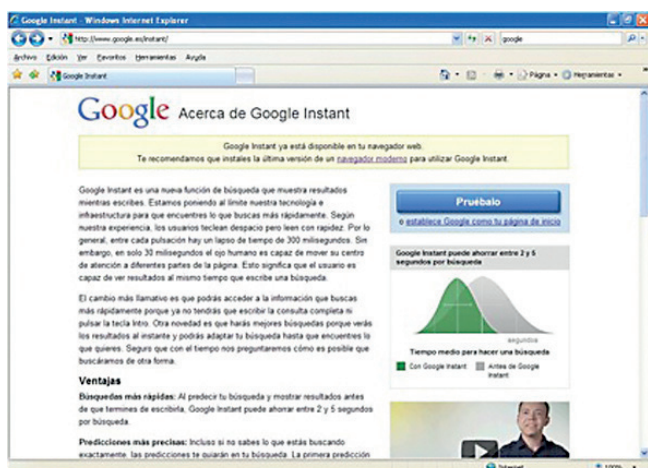 Google Instant - Windows Internet Explorer
http://www.google.es/instant/
google
Archivo Edición Ver Favoritos Herramientas Ayuda
Google Instant
Página Herramientas
Google Acerca de Google Instant
Google Instant ya está disponible en tu navegador web.
Te recomendamos que instales la última versión de un navegador moderno para utilizar Google Instant.
Google Instant es una nueva función de búsqueda que muestra resultados
mientras escribes. Estamos poniendo al límite nuestra tecnología e
infraestructura para que encuentres lo que buscas más rápidamente. Según
nuestra experiencia, los usuarios teclean despacio pero leen con rapidez. Por lo
general, entre cada pulsación hay un lapso de tiempo de 300 milisegundos. Sin
embargo, en solo 30 milisegundos el ojo humano es capaz de mover su centro
de atención a diferentes partes de la página. Esto significa que el usuario es
capaz de ver resultados al mismo tiempo que escribe una búsqueda.
El cambio más llamativo es que podrás acceder a la información que buscas
más rápidamente porque ya no tendrás que escribir la consulta completa ni
pulsar la tecla Intro. Otra novedad es que harás mejores búsquedas porque verás
los resultados al instante y podrás adaptar tu búsqueda hasta que encuentres lo
que quieres. Seguro que con el tiempo nos preguntaremos cómo es posible que
buscáramos de otra forma.
Ventajas
Búsquedas más rápidas: Al predecir tu búsqueda y mostrar resultados antes
de que termines de escribirla, Google Instant puede ahorrar entre 2 y 5 segundos
por búsqueda.
Predicciones más precisas: Incluso si no sabes lo que estás buscando
exactamente, las predicciones te guiarán en tu búsqueda. La primera predicción
Pruébalo
o establece Google como tu página de inicio
Google Instant puede ahorrar entre 2 y 5
segundos por búsqueda
segundos
Tiempo medio para hacer una búsqueda
Con Google Instant
Antes de Google
Instant
Internet
100%